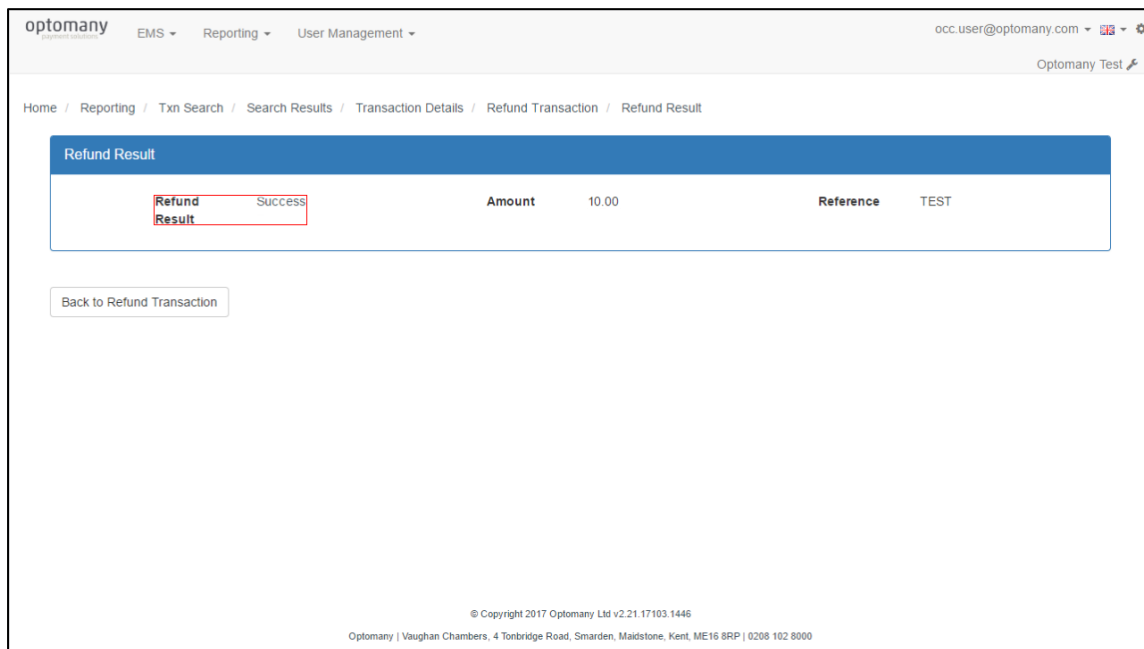 optomany
payment solutions
EMS Reporting User Management occ.user@optomany.com
Optomany Test
Home / Reporting / Txn Search / Search Results / Transaction Details / Refund Transaction / Refund Result
Refund Result
Refund Result Success Amount 10.00 Reference TEST
Back to Refund Transaction
© Copyright 2017 Optomany Ltd v2.21.17103.1446
Optomany | Vaughan Chambers, 4 Tonbridge Road, Smarden, Maidstone, Kent, ME16 8RP | 0208 102 8000